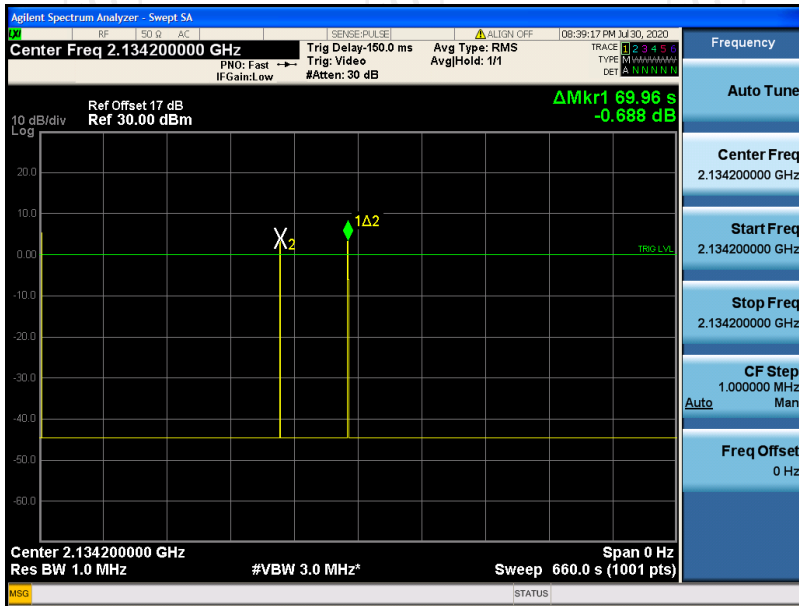 Agilent Spectrum Analyzer - Swept SA
LXI RF 50 Ω AC SENSE:PULSE ALIGN OFF 08:39:17 PM Jul 30, 2020
Center Freq 2.134200000 GHz
PNO: Fast
IFGain:Low
Trig Delay-150.0 ms
Trig: Video
#Atten: 30 dB
Avg Type: RMS
Avg|Hold: 1/1
TRACE 1 2 3 4 5 6
TYPE M WWWWW
DET A N N N N N
Frequency
Ref Offset 17 dB
Ref 30.00 dBm
10 dB/div
Log
ΔMkr1 69.96 s
-0.688 dB
20.0
10.0
0.00
-10.0
-20.0
-30.0
-40.0
-50.0
-60.0
X2
1Δ2
TRIG LVL
Center 2.134200000 GHz
Span 0 Hz
Res BW 1.0 MHz
#VBW 3.0 MHz*
Sweep 660.0 s (1001 pts)
Auto Tune
Center Freq
2.134200000 GHz
Start Freq
2.134200000 GHz
Stop Freq
2.134200000 GHz
CF Step
1.000000 MHz
Auto Man
Freq Offset
0 Hz
MSG
STATUS